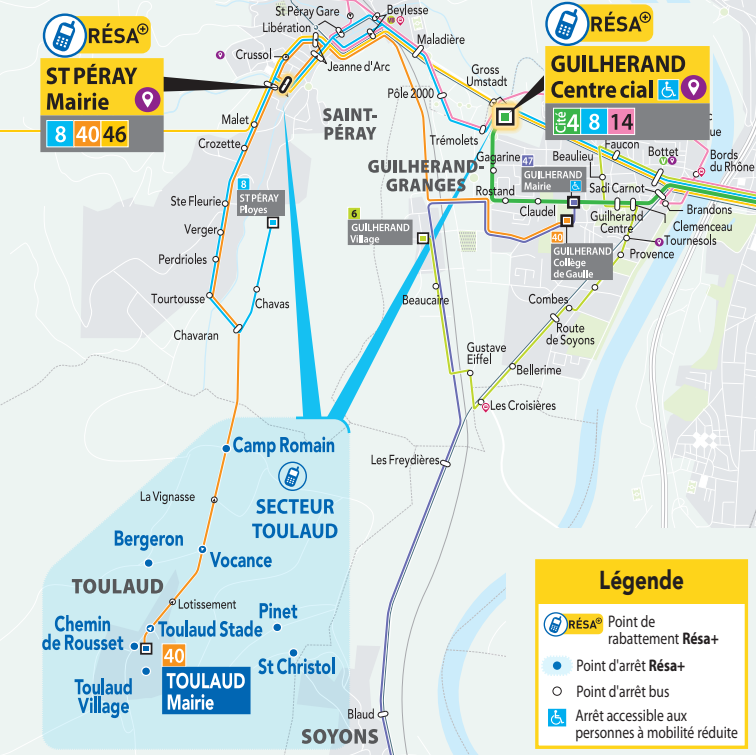 RÉSA+
ST PÉRAY
Mairie
8 40 46
St Péray Gare
Libération
Crussol
Jeanne d'Arc
Beylesse
Maladière
Pôle 2000
Gross
Umstadt
Trémolets
RÉSA+
GUILHERAND
Centre cial
Cité 4 8 14
SAINT-
PÉRAY
GUILHERAND-
GRANGES
Malet
Crozette
Ste Fleurie
Verger
Perdrioles
Tourtousse
Chavaran
8
ST PÉRAY
Ployes
Chavas
6
GUILHERAND
Village
Beaucaire
Gagarine
47
GUILHERAND
Mairie
Rostand
Claudel
40
GUILHERAND
Collège
de Gaulle
Beaulieu
Faucon
Bottet
que
Bords
du Rhône
Sadi Carnot
Brandons
Guilherand
Centre
Clemenceau
Tournesols
Provence
Combes
Route
de Soyons
Gustave
Eiffel
Bellerime
Les Croisières
Les Freydières
Camp Romain
SECTEUR
TOULAUD
La Vignasse
Bergeron
Vocance
TOULAUD
Lotissement
Chemin
de Rousset
Toulaud Stade
Pinet
St Christol
40
TOULAUD
Mairie
Toulaud
Village
Blaud
SOYONS
Légende
RÉSA+ Point de
rabattement Résa+
Point d'arrêt Résa+
Point d'arrêt bus
Arrêt accessible aux
personnes à mobilité réduite